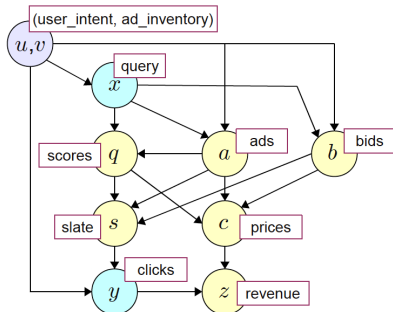 (user_intent, ad_inventory)
u,v
query
x
scores
q
a
ads
b
bids
slate
s
c
prices
clicks
y
z
revenue